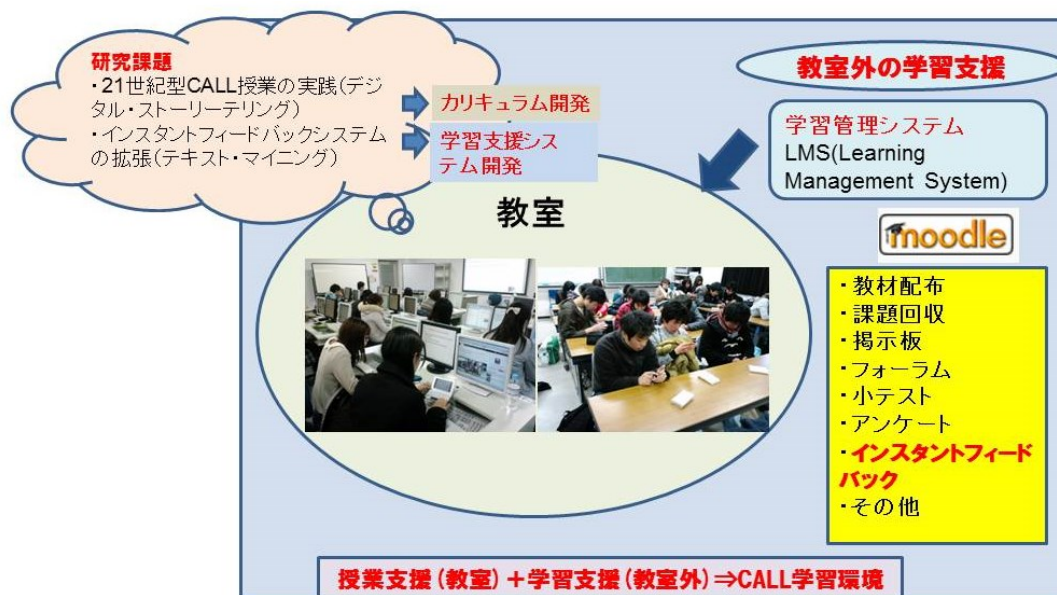 研究課題
・21世紀型CALL授業の実践(デジ
タル・ストーリーテリング)
・インスタントフィードバックシステム
の拡張(テキスト・マイニング)
カリキュラム開発
学習支援シス
テム開発
教室
教室外の学習支援
学習管理システム
LMS(Learning
Management System)
moodle
・教材配布
・課題回収
・掲示板
・フォーラム
・小テスト
・アンケート
・インスタントフィード
バック
・その他
授業支援(教室)+学習支援(教室外)⇒CALL学習環境